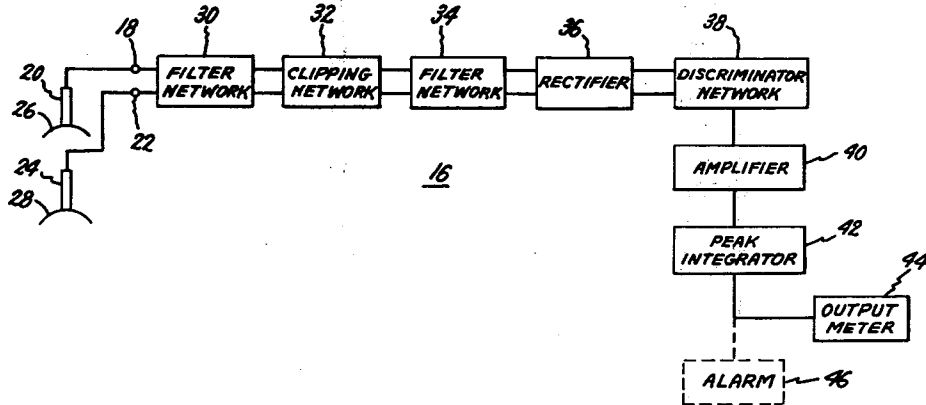 30
32
34
36
38
18
FILTER
NETWORK
CLIPPING
NETWORK
FILTER
NETWORK
RECTIFIER
DISCRIMINATOR
NETWORK
20
26
22
24
28
16
AMPLIFIER
40
PEAK
INTEGRATOR
42
44
OUTPUT
METER
ALARM
46